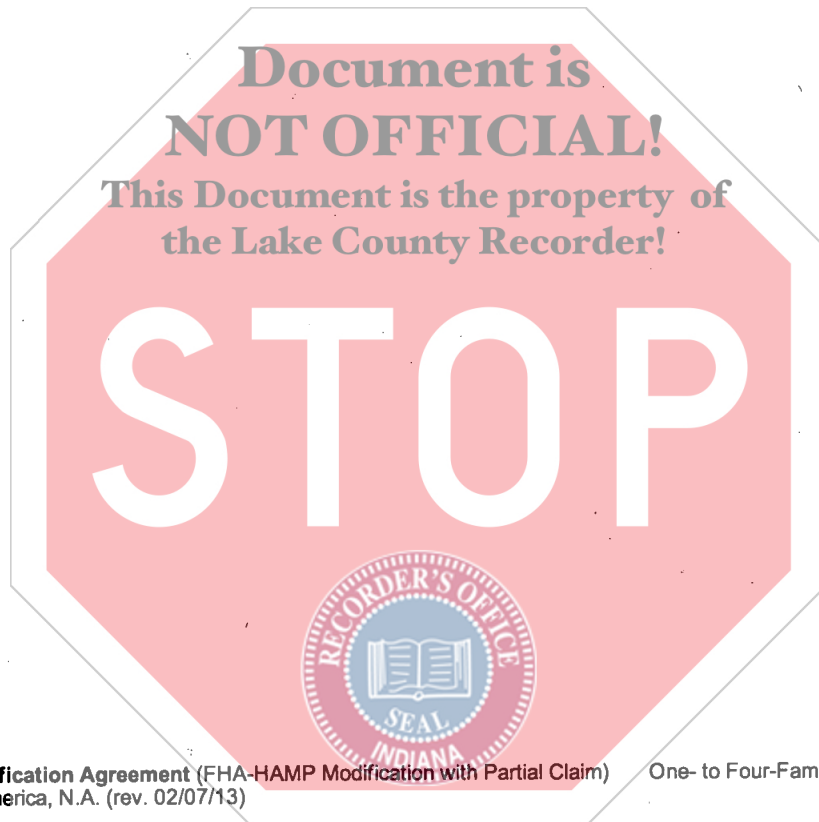 Document is
NOT OFFICIAL!
This Document is the property of
the Lake County Recorder!
STOP
RECORDER'S OFFICE
SEAL
INDIANA
fication Agreement (FHA-HAMP Modification with Partial Claim) One- to Four-Fam
erica, N.A. (rev. 02/07/13)